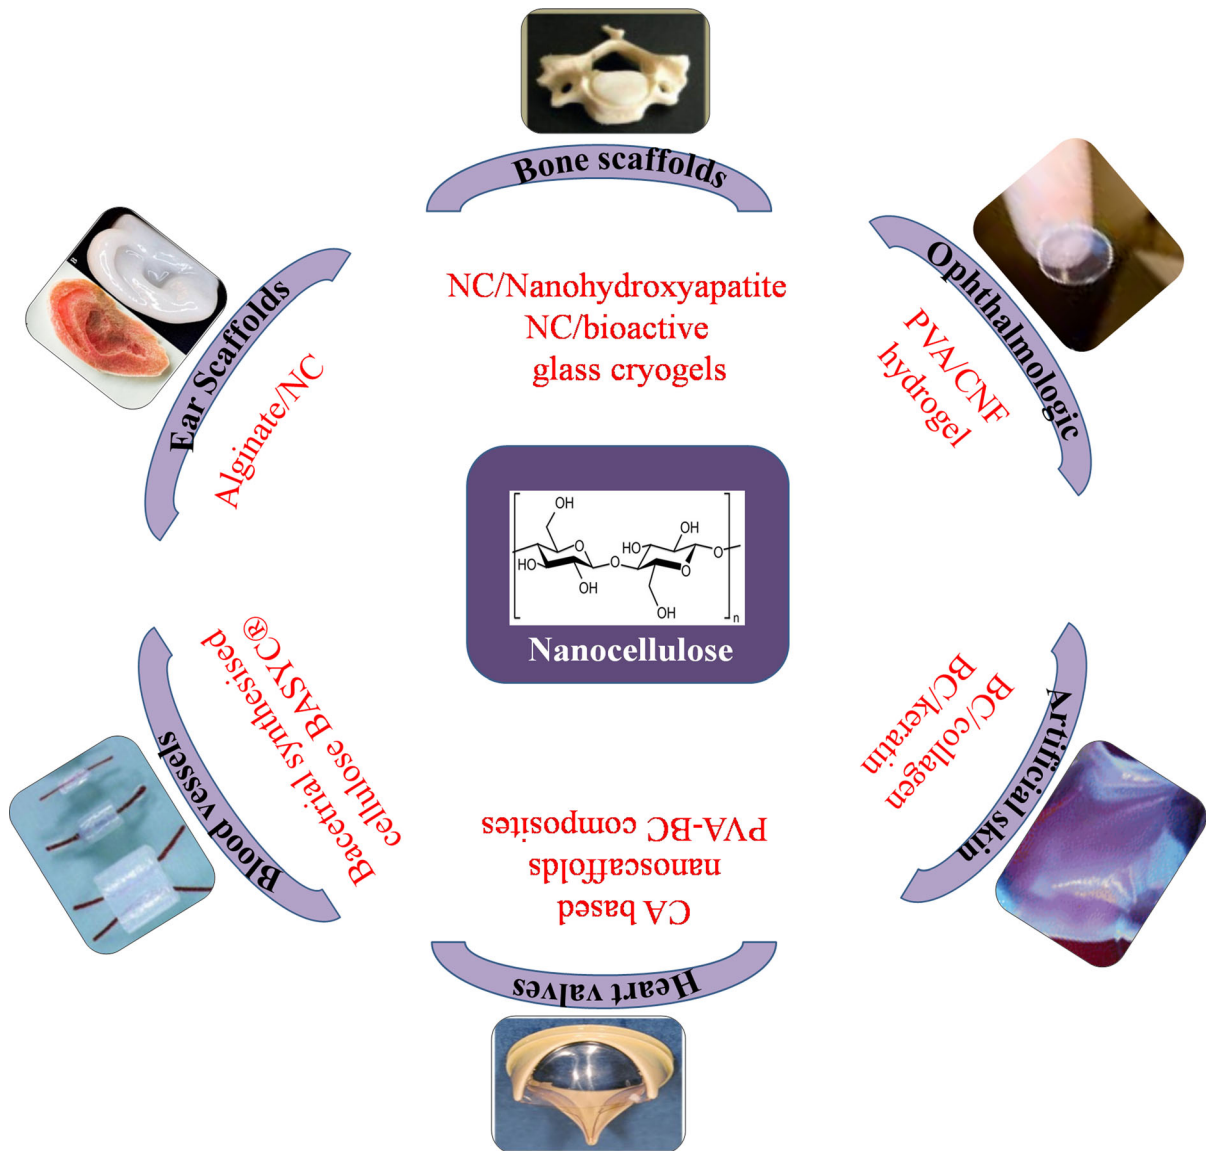 Bone scaffolds
NC/Nanohydroxyapatite
NC/bioactive
glass cryogels
Ophthalmologic
PVA/CNF
hydrogel
Artificial skin
BC/collagen
BC/keratin
Heart valves
CA based
nanoscaffolds
PVA-BC composites
Blood vessels
Bacetrial synthesised
cellulose BASYC®
Ear Scaffolds
Alginate/NC
B
OH
OH
O
HO
O
HO
O
O
OH
OH
n
Nanocellulose